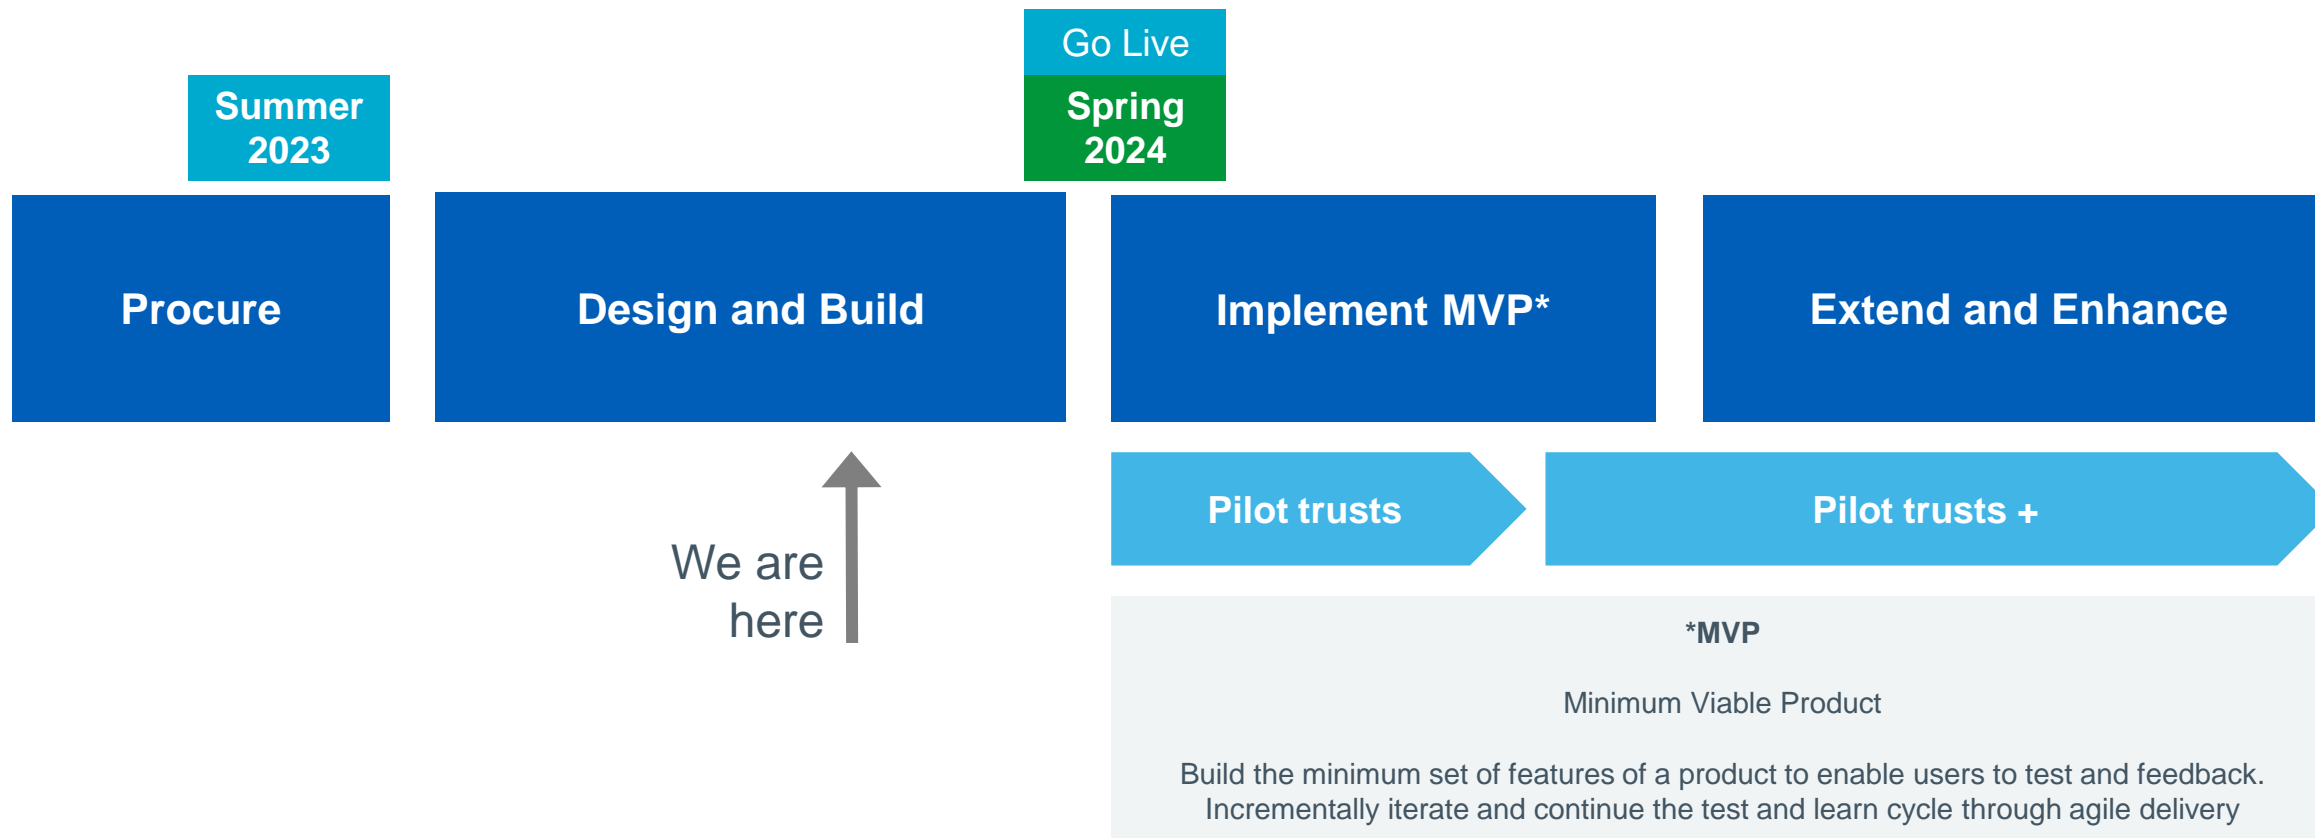 Go Live
Summer
2023
Spring
2024
Procure
Design and Build
Implement MVP*
Extend and Enhance
Pilot trusts
Pilot trusts +
We are
here
*MVP
Minimum Viable Product
Build the minimum set of features of a product to enable users to test and feedback.
Incrementally iterate and continue the test and learn cycle through agile delivery